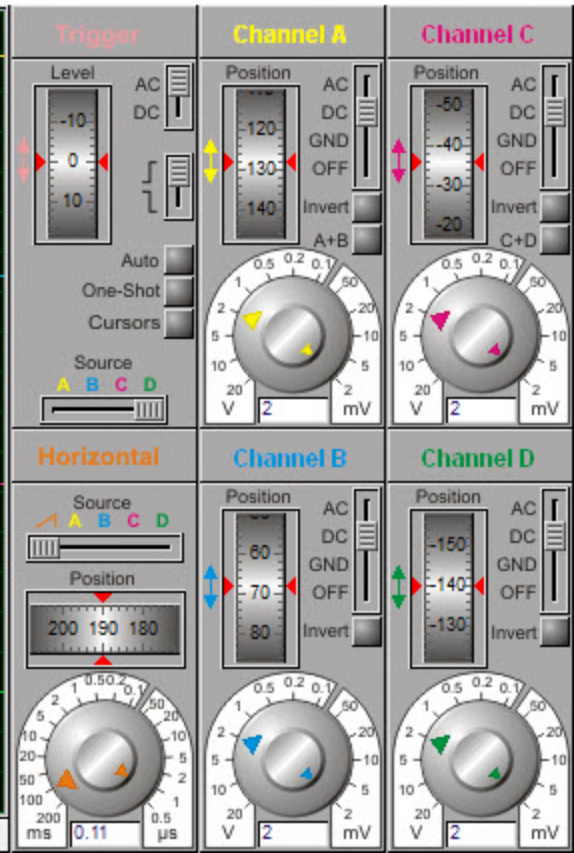 Trigger
Level
-10
0
10
AC
DC
Auto
One-Shot
Cursors
Source
A B C D
Channel A
Position
110
120
130
140
AC
DC
GND
OFF
Invert
A+B
20 10 5 2 1 0.5 0.2 0.1 50 20 10 5 2
V 2 mV
Channel C
Position
-50
-40
-30
-20
AC
DC
GND
OFF
Invert
C+D
20 10 5 2 1 0.5 0.2 0.1 50 20 10 5 2
V 2 mV
Horizontal
Source
A B C D
Position
200 190 180
200 100 50 20 10 5 2 1 0.5 0.2 0.1 50 20 10 5 2 1 0.5
ms 0.11 µs
Channel B
Position
60
70
80
AC
DC
GND
OFF
Invert
20 10 5 2 1 0.5 0.2 0.1 50 20 10 5 2
V 2 mV
Channel D
Position
-150
-140
-130
AC
DC
GND
OFF
Invert
20 10 5 2 1 0.5 0.2 0.1 50 20 10 5 2
V 2 mV